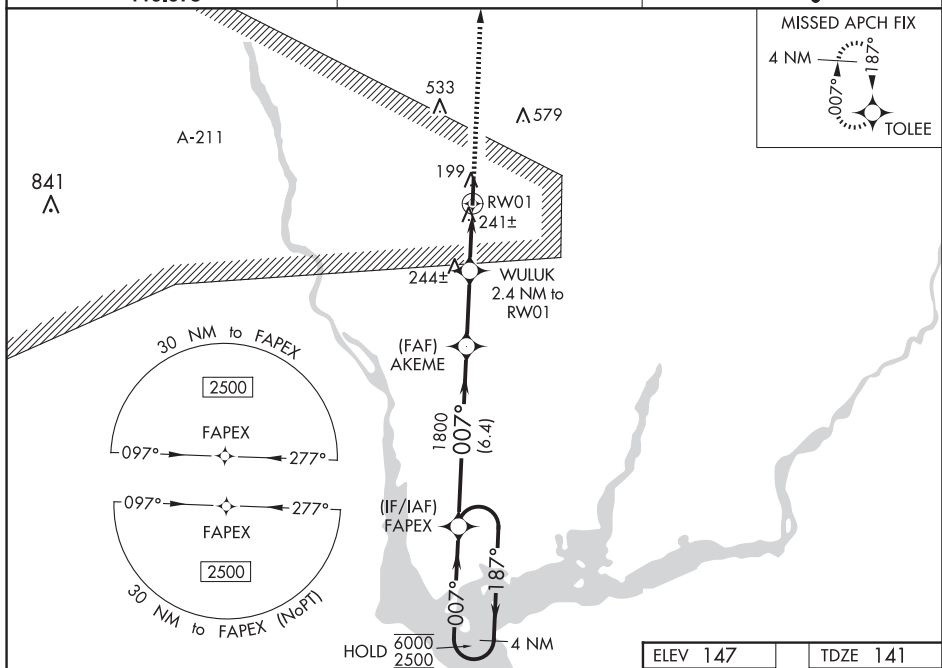 MISSED APCH FIX
4 NM
187°
007°
TOLEE
533
579
A-211
841
199
RW01
241±
244±
WULUK
2.4 NM to
RW01
(FAF)
AKEME
30 NM to FAPEX
2500
FAPEX
097°
277°
1800
007°
(6.4)
097°
277°
FAPEX
2500
30 NM to FAPEX (NoPT)
(IF/IAF)
FAPEX
007°
187°
HOLD
6000
2500
4 NM
ELEV 147
TDZE 141